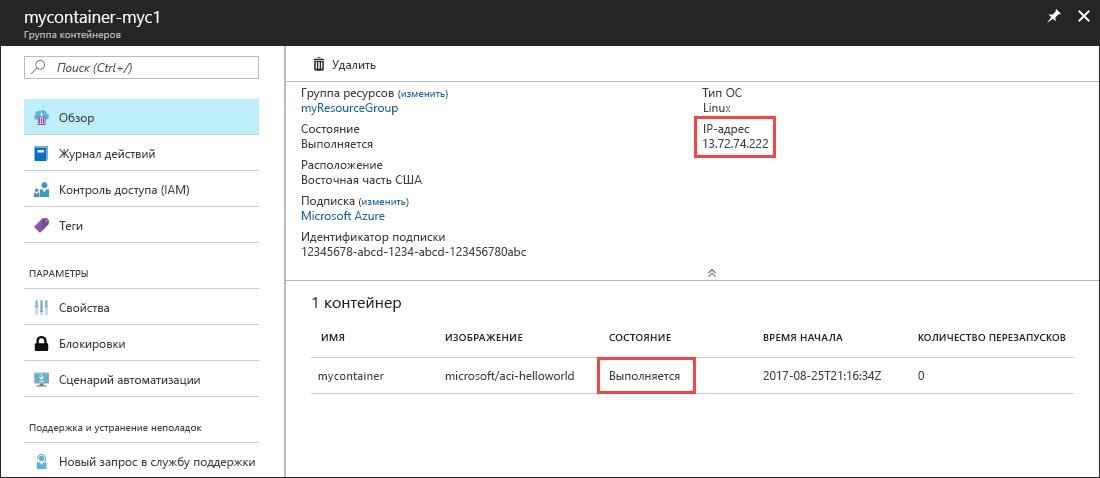 mycontainer-myc1
Группа контейнеров
Поиск (Ctrl+/)
Обзор
Журнал действий
Контроль доступа (IAM)
Теги
ПАРАМЕТРЫ
Свойства
Блокировки
Сценарий автоматизации
Поддержка и устранение неполадок
Новый запрос в службу поддержки
Удалить
Группа ресурсов (изменить)
myResourceGroup
Состояние
Выполняется
Расположение
Восточная часть США
Подписка (изменить)
Microsoft Azure
Идентификатор подписки
12345678-abcd-1234-abcd-123456780abc
Тип ОС
Linux
IP-адрес
13.72.74.222
1 контейнер
ИМЯ ИЗОБРАЖЕНИЕ СОСТОЯНИЕ ВРЕМЯ НАЧАЛА КОЛИЧЕСТВО ПЕРЕЗАПУСКОВ
mycontainer microsoft/aci-helloworld Выполняется 2017-08-25T21:16:34Z 0